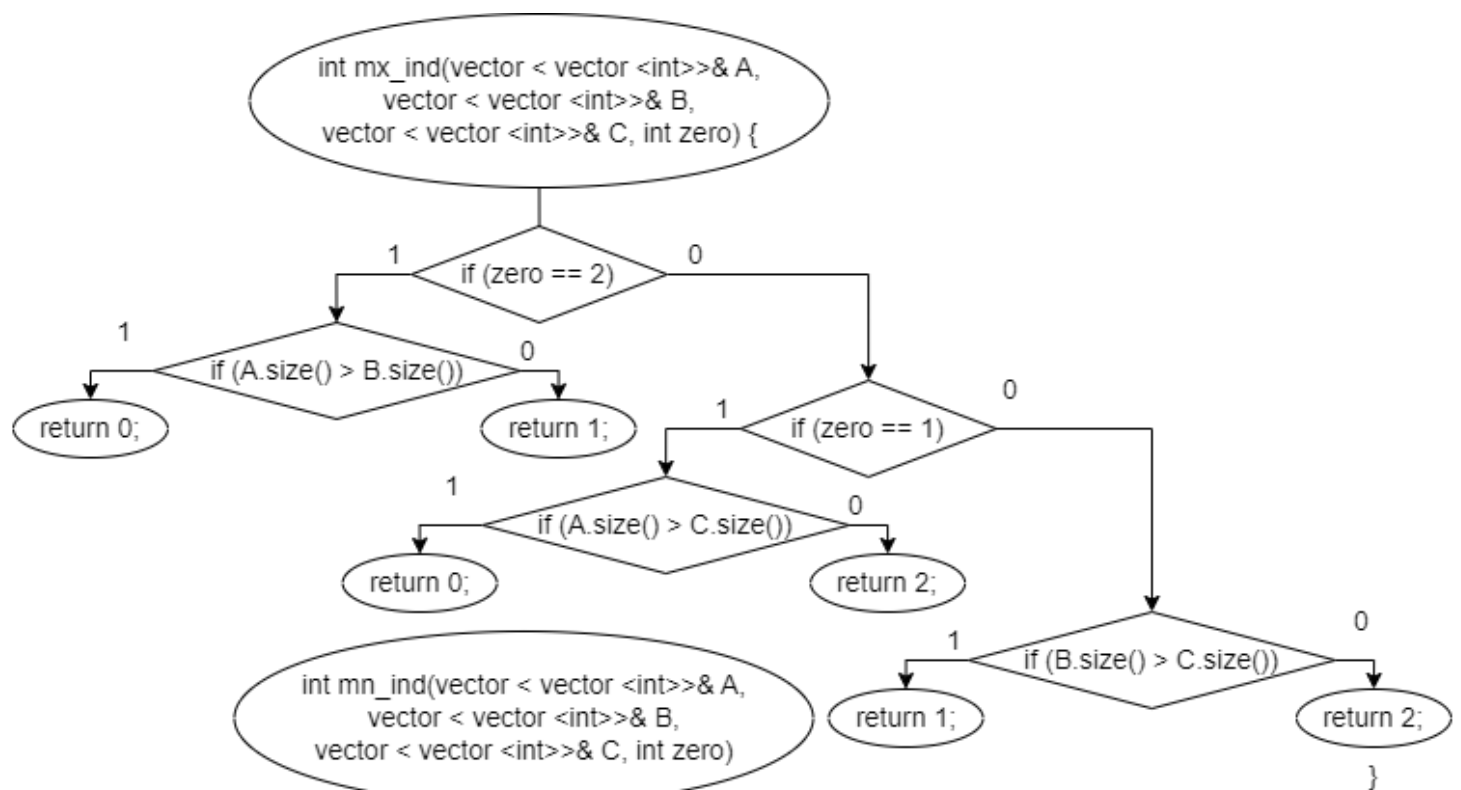 int mx_ind(vector < vector <int>>& A,
vector < vector <int>>& B,
vector < vector <int>>& C, int zero) {
1
0
if (zero == 2)
1
0
if (A.size() > B.size())
1
0
return 0;
return 1;
if (zero == 1)
1
0
if (A.size() > C.size())
return 0;
return 2;
1
0
int mn_ind(vector < vector <int>>& A,
vector < vector <int>>& B,
vector < vector <int>>& C, int zero)
if (B.size() > C.size())
return 1;
return 2;
}